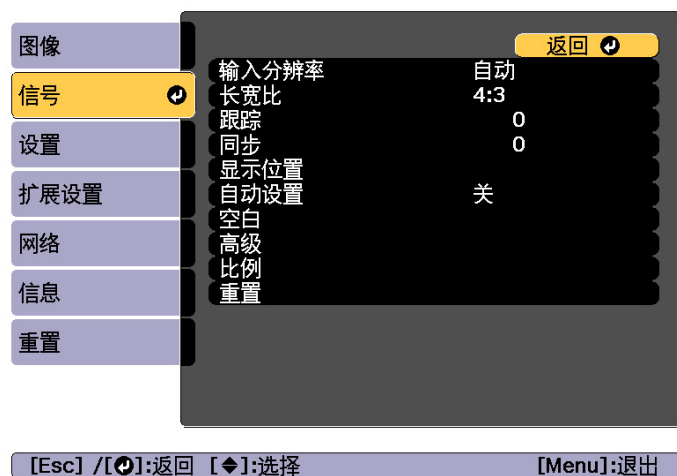 图像
信号
设置
扩展设置
网络
信息
重置
返回
输入分辨率 自动
长宽比 4:3
跟踪 0
同步 0
显示位置
自动设置 关
空白
高级
比例
重置
[Esc] /[⏎]:返回 [◆]:选择 [Menu]:退出